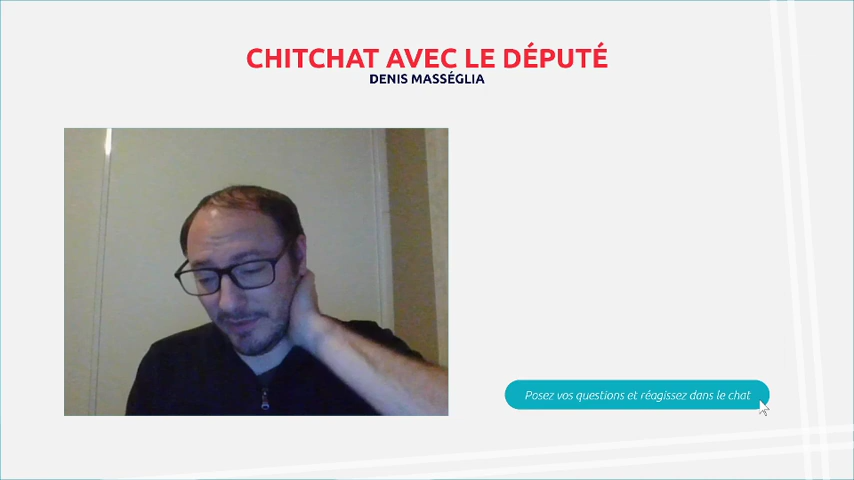 CHITCHAT AVEC LE DÉPUTÉ
DENIS MASSÉGLIA
Posez vos questions et réagissez dans le chat